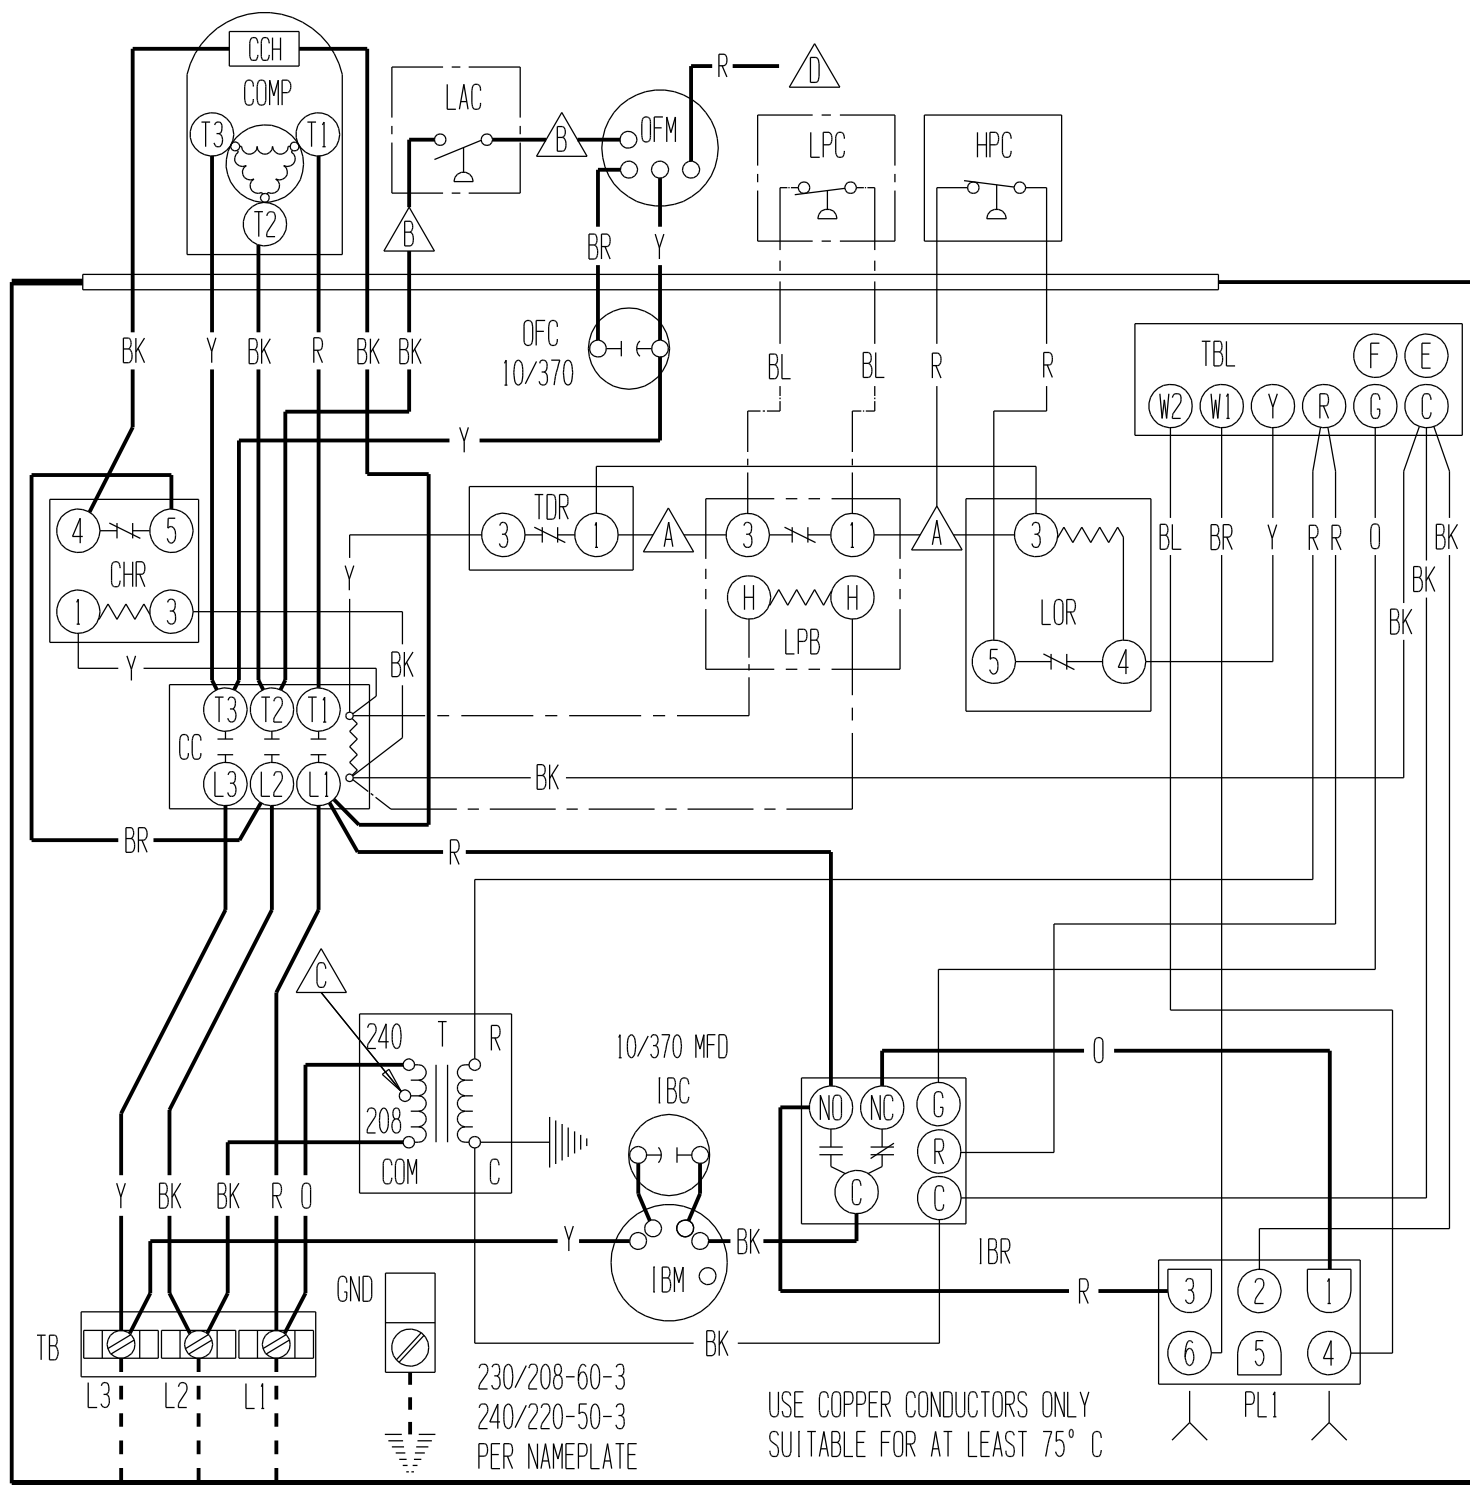 CCH
COMP
T3
T1
T2
LAC
B
B
OFM
R
D
LPC
HPC
BR
Y
OFC
10/370
BK
Y
BK
R
BK
BK
BL
BL
R
R
TBL
F
E
W2
W1
Y
R
G
C
Y
4
5
CHR
1
3
TDR
3
1
A
3
1
H
H
LPB
A
3
LOR
5
4
BL
BR
Y
R
R
O
BK
BK
BK
Y
Y
BK
T3
T2
T1
CC
L3
L2
L1
BK
BR
R
C
240
T
R
208
COM
C
10/370 MFD
IBC
O
NO
NC
G
R
C
C
Y
BK
BK
R
O
Y
IBM
BK
IBR
GND
R
3
2
1
6
5
4
PL1
TB
L3
L2
L1
BK
230/208-60-3
240/220-50-3
PER NAMEPLATE
USE COPPER CONDUCTORS ONLY
SUITABLE FOR AT LEAST 75° C